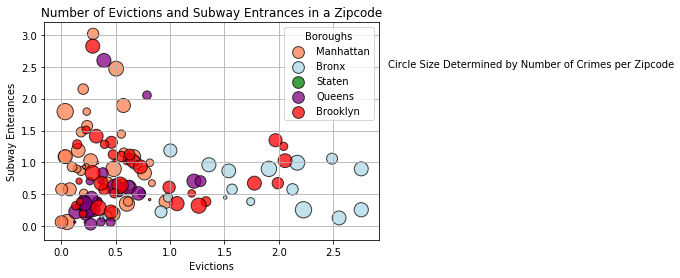 Number of Evictions and Subway Entrances in a Zipcode
Boroughs
Manhattan
Bronx
Staten
Queens
Brooklyn
Circle Size Determined by Number of Crimes per Zipcode
Subway Enterances
3.0
2.5
2.0
1.5
1.0
0.5
0.0
0.0 0.5 1.0 1.5 2.0 2.5
Evictions